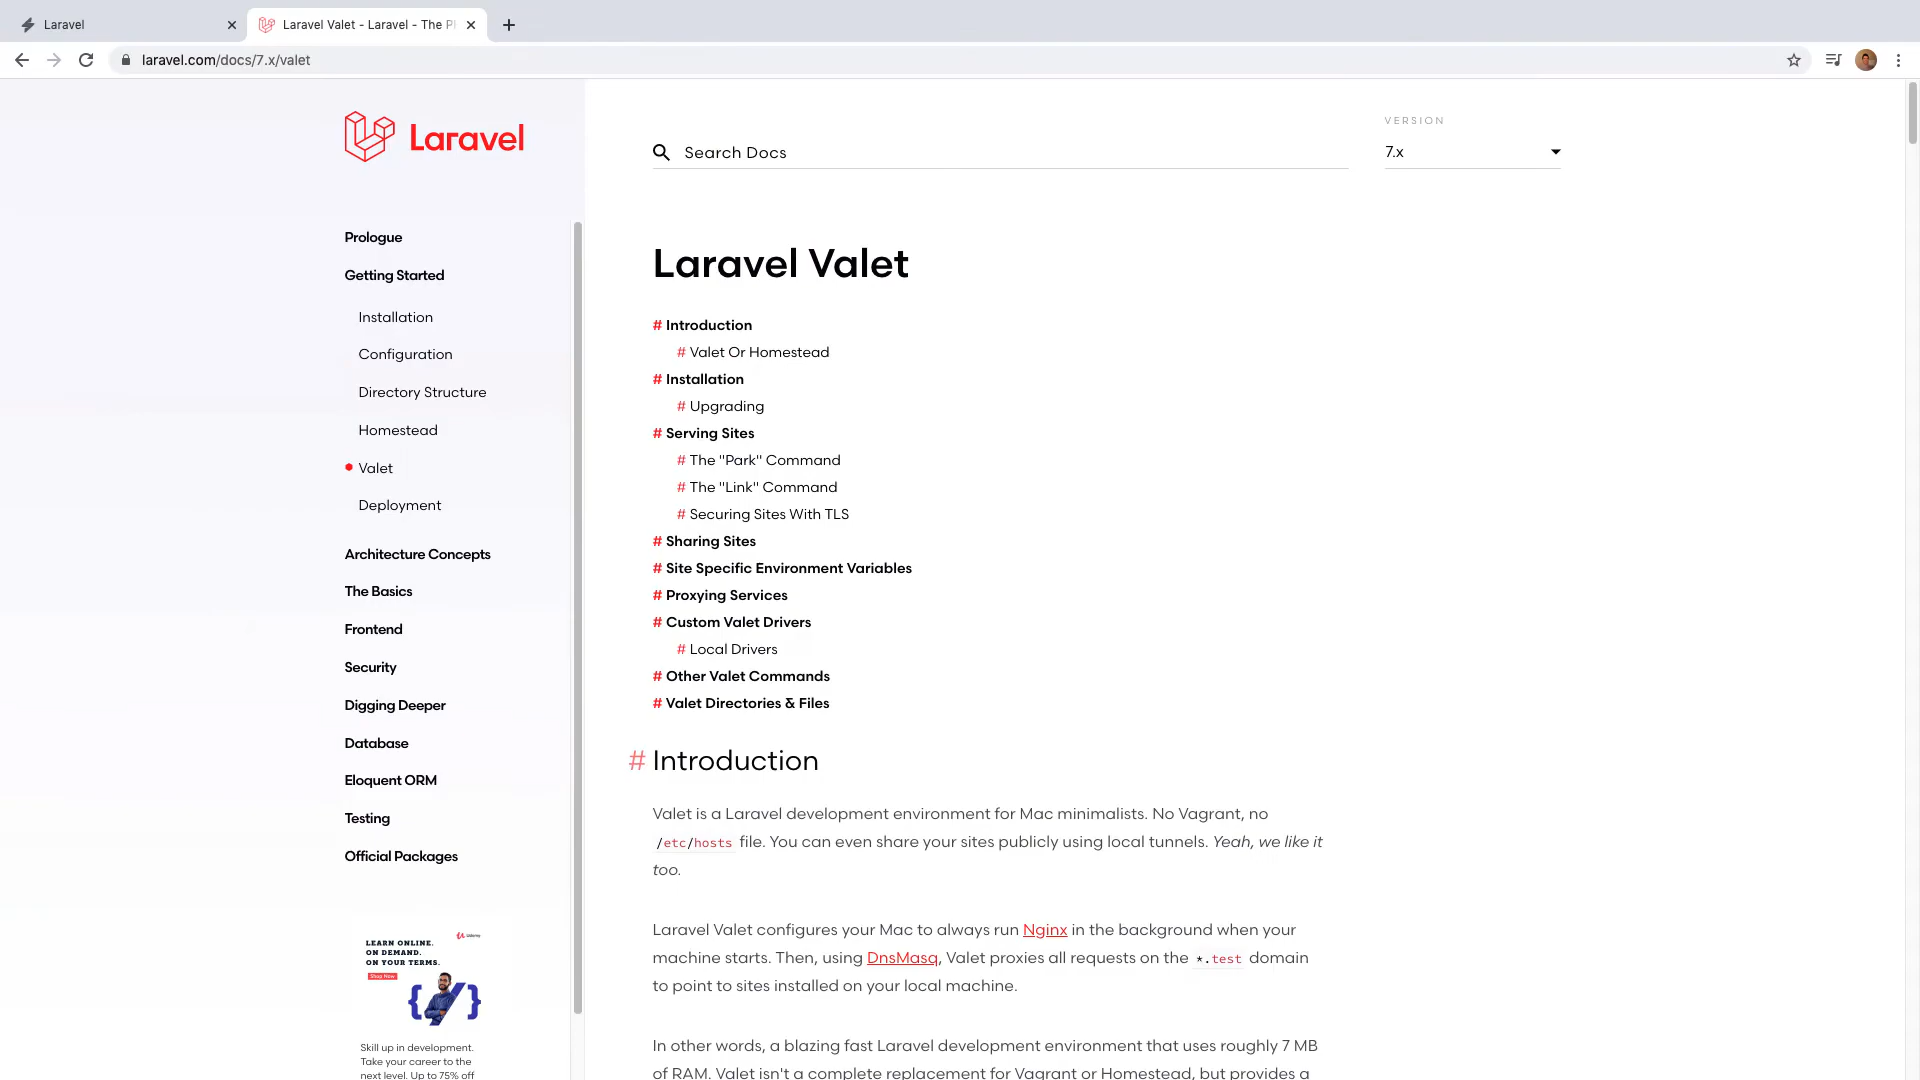 Laravel
Laravel Valet - Laravel - The P
laravel.com/docs/7.x/valet
Laravel
VERSION
Search Docs
7.x
Prologue
Getting Started
Installation
Configuration
Directory Structure
Homestead
Valet
Deployment
Architecture Concepts
The Basics
Frontend
Security
Digging Deeper
Database
Eloquent ORM
Testing
Official Packages
LEARN ONLINE.
ON DEMAND.
ON YOUR TERMS.
Shop Now
Udemy
Skill up in development.
Take your career to the
next level. Up to 75% off
Laravel Valet
# Introduction
# Valet Or Homestead
# Installation
# Upgrading
# Serving Sites
# The "Park" Command
# The "Link" Command
# Securing Sites With TLS
# Sharing Sites
# Site Specific Environment Variables
# Proxying Services
# Custom Valet Drivers
# Local Drivers
# Other Valet Commands
# Valet Directories & Files
# Introduction
Valet is a Laravel development environment for Mac minimalists. No Vagrant, no
/etc/hosts file. You can even share your sites publicly using local tunnels. Yeah, we like it
too.
Laravel Valet configures your Mac to always run Nginx in the background when your
machine starts. Then, using DnsMasq, Valet proxies all requests on the *.test domain
to point to sites installed on your local machine.
In other words, a blazing fast Laravel development environment that uses roughly 7 MB
of RAM. Valet isn't a complete replacement for Vagrant or Homestead, but provides a